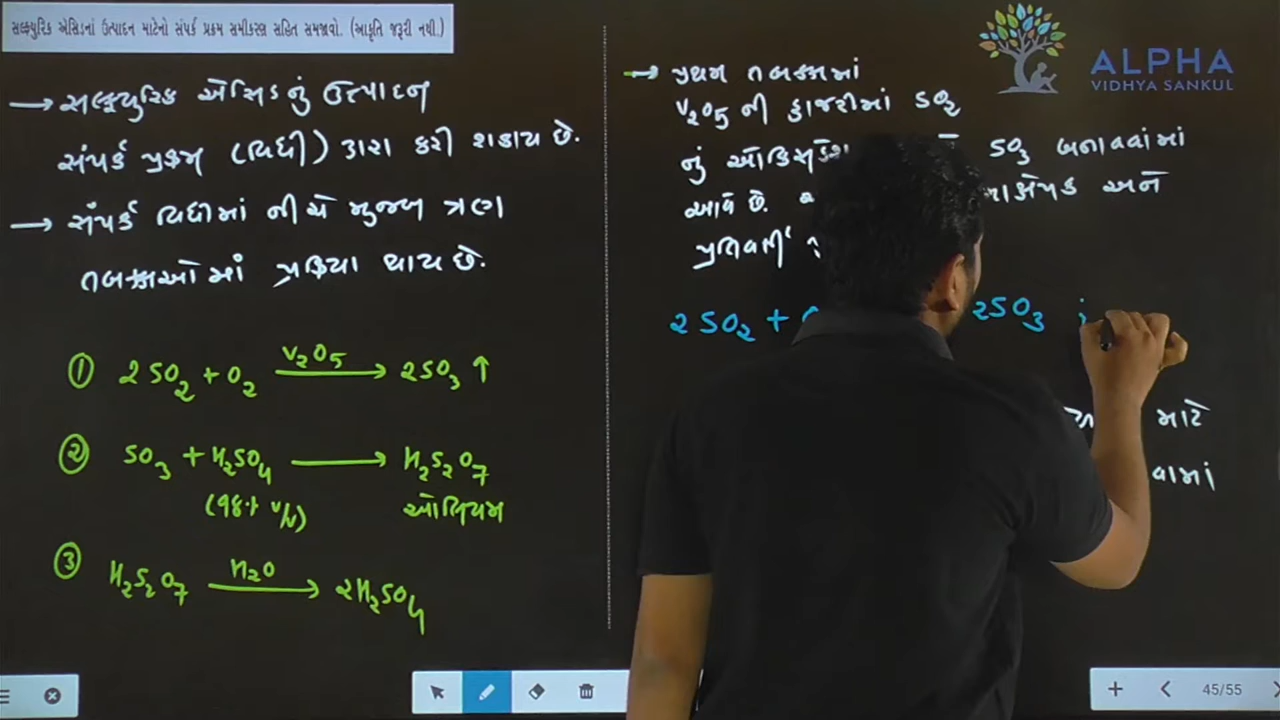 સલ્ફ્યુરિક એસિડનાં ઉત્પાદન માટેનો સંપર્ક પ્રક્રમ સમીકરણ સહિત સમજાવો. (આકૃતિ જરૂરી નથી.)
→ સલ્ફ્યુરિક એસિડનું ઉત્પાદન
સંપર્ક પ્રક્રમ (વિધી) દ્વારા કરી શકાય છે.
→ સંપર્ક વિધીમાં નીચે મુજબ ત્રણ
તબક્કાઓમાં પ્રક્રિયા થાય છે.
① 2SO₂ + O₂ —V₂O₅→ 2SO₃ ↑
② SO₃ + H₂SO₄ ⟶ H₂S₂O₇
ઓલિયમ
③ H₂S₂O₇ —H₂O→ 2H₂SO₄
→ પ્રથમ તબક્કામાં
V₂O₅ ની હાજરીમાં SO₂
નું SO₃ બનાવવાંમાં
આવે છે. અને
પ્રતિવર્તી
2SO₂ + 2SO₃ ;
માટે
વામાં
ALPHA
VIDHYA SANKUL
45/55